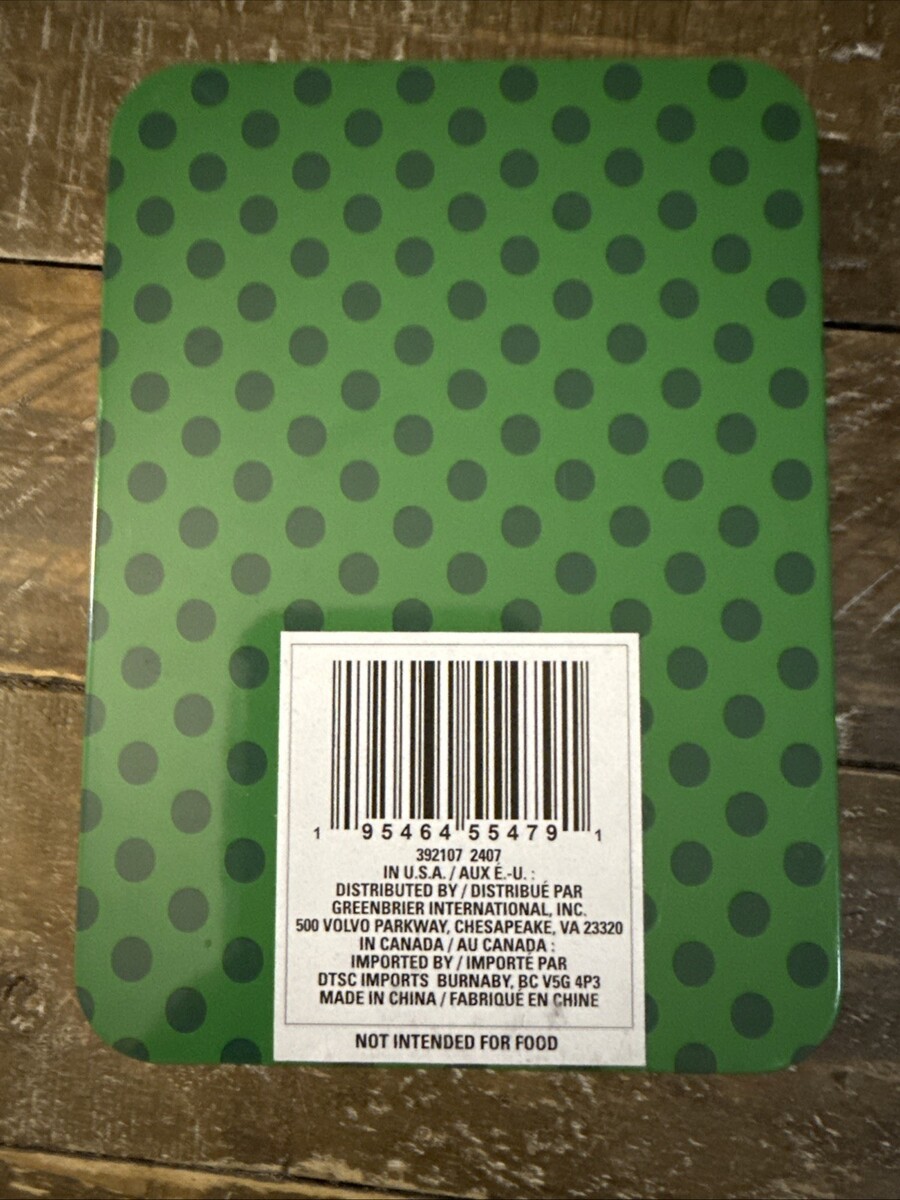 1 95464 55479 1
392107 2407
IN U.S.A. / AUX É.-U. :
DISTRIBUTED BY / DISTRIBUÉ PAR
GREENBRIER INTERNATIONAL, INC.
500 VOLVO PARKWAY, CHESAPEAKE, VA 23320
IN CANADA / AU CANADA :
IMPORTED BY / IMPORTÉ PAR
DTSC IMPORTS BURNABY, BC V5G 4P3
MADE IN CHINA / FABRIQUÉ EN CHINE
NOT INTENDED FOR FOOD